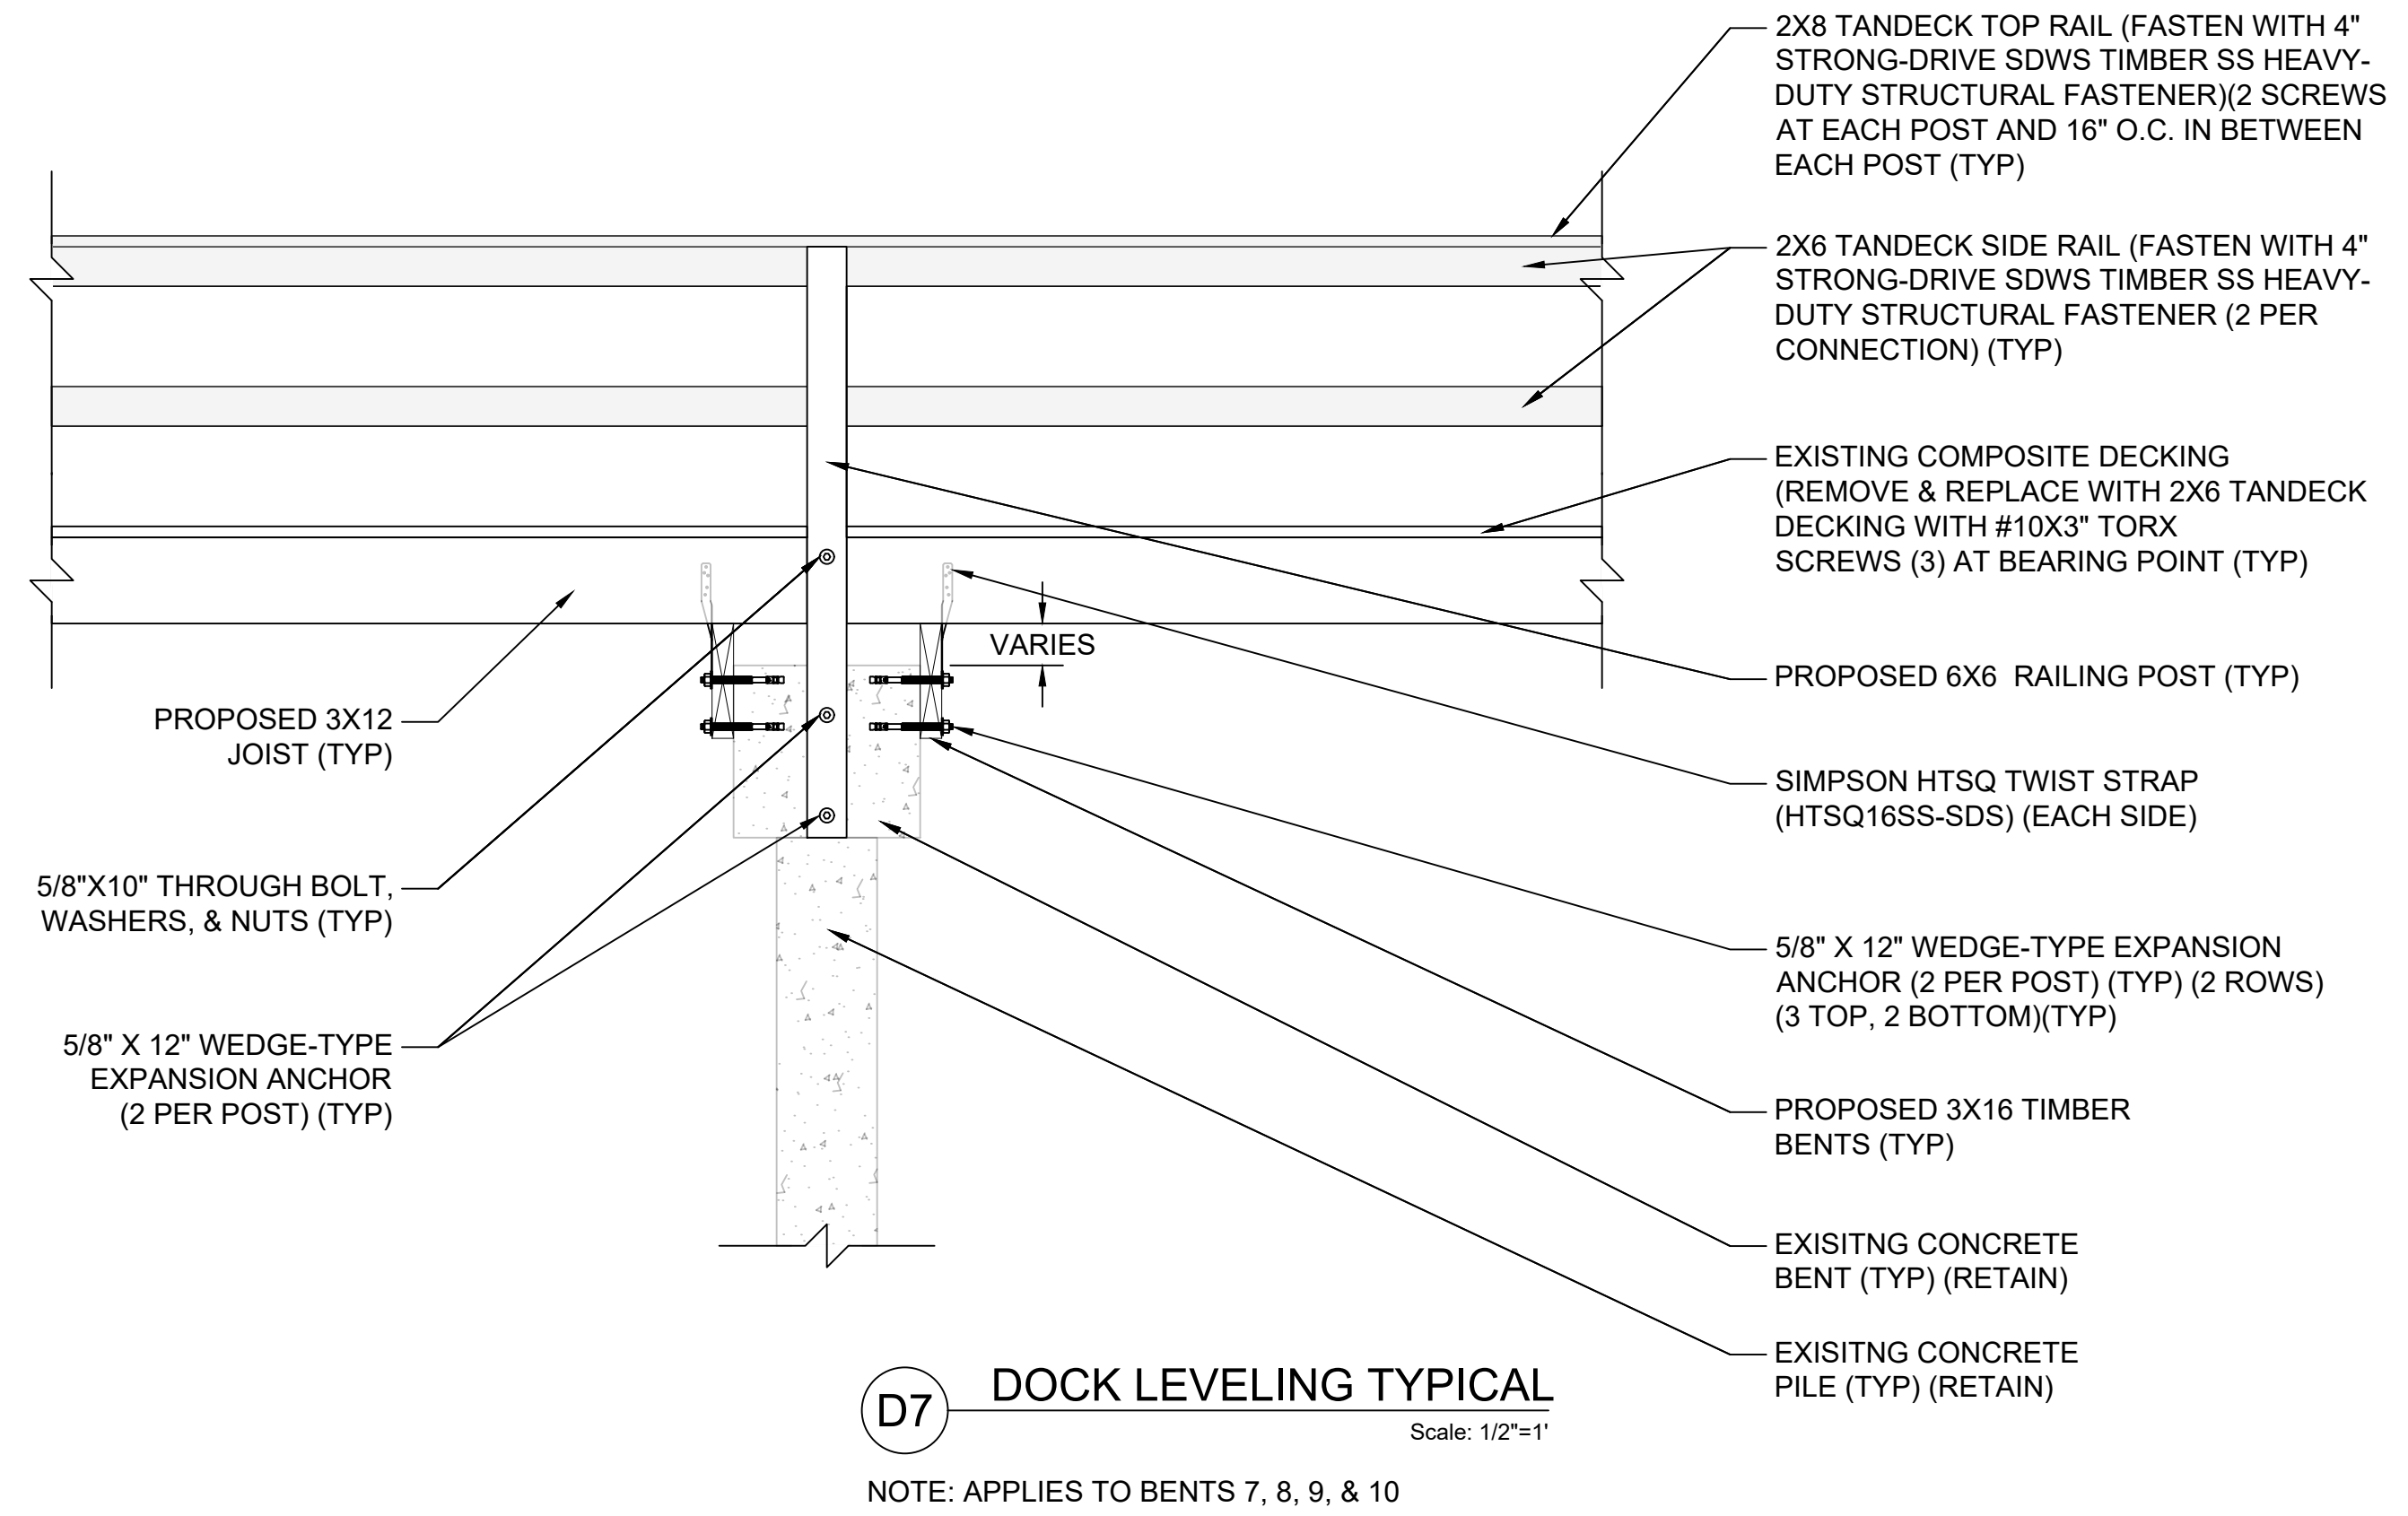 2X8 TANDECK TOP RAIL (FASTEN WITH 4"
STRONG-DRIVE SDWS TIMBER SS HEAVY-
DUTY STRUCTURAL FASTENER)(2 SCREWS
AT EACH POST AND 16" O.C. IN BETWEEN
EACH POST (TYP)
2X6 TANDECK SIDE RAIL (FASTEN WITH 4"
STRONG-DRIVE SDWS TIMBER SS HEAVY-
DUTY STRUCTURAL FASTENER (2 PER
CONNECTION) (TYP)
EXISTING COMPOSITE DECKING
(REMOVE & REPLACE WITH 2X6 TANDECK
DECKING WITH #10X3" TORX
SCREWS (3) AT BEARING POINT (TYP)
VARIES
PROPOSED 6X6 RAILING POST (TYP)
PROPOSED 3X12
JOIST (TYP)
SIMPSON HTSQ TWIST STRAP
(HTSQ16SS-SDS) (EACH SIDE)
5/8"X10" THROUGH BOLT,
WASHERS, & NUTS (TYP)
5/8" X 12" WEDGE-TYPE EXPANSION
ANCHOR (2 PER POST) (TYP) (2 ROWS)
(3 TOP, 2 BOTTOM)(TYP)
5/8" X 12" WEDGE-TYPE
EXPANSION ANCHOR
(2 PER POST) (TYP)
PROPOSED 3X16 TIMBER
BENTS (TYP)
EXISITNG CONCRETE
BENT (TYP) (RETAIN)
EXISITNG CONCRETE
PILE (TYP) (RETAIN)
D7
DOCK LEVELING TYPICAL
Scale: 1/2"=1'
NOTE: APPLIES TO BENTS 7, 8, 9, & 10